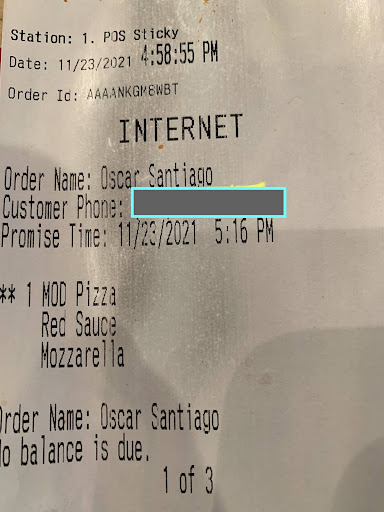 Station: 1. POS Sticky
Date: 11/23/2021 4:58:55 PM
Order Id: AAAANKGM8WBT
INTERNET
Order Name: Oscar Santiago
Customer Phone:
Promise Time: 11/23/2021 5:16 PM
** 1 MOD Pizza
Red Sauce
Mozzarella
Order Name: Oscar Santiago
No balance is due.
1 of 3